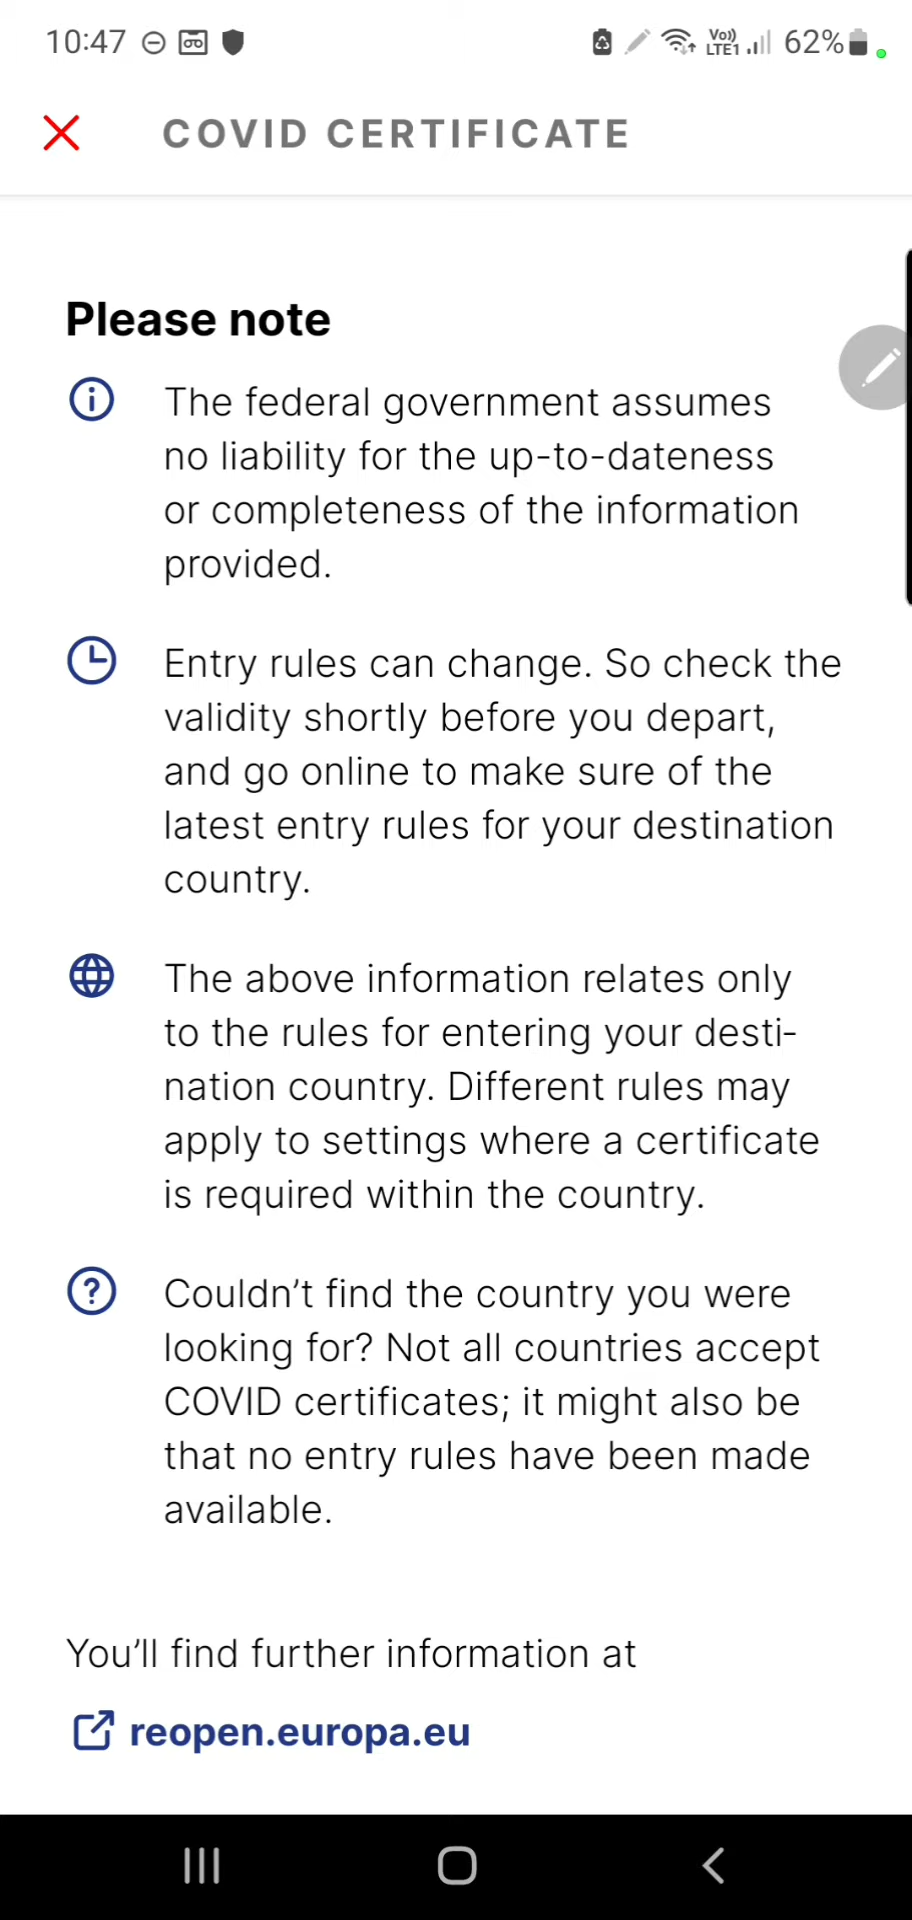 10:47
Vo))
LTE1
62%
COVID CERTIFICATE
Please note
The federal government assumes
no liability for the up-to-dateness
or completeness of the information
provided.
Entry rules can change. So check the
validity shortly before you depart,
and go online to make sure of the
latest entry rules for your destination
country.
The above information relates only
to the rules for entering your desti-
nation country. Different rules may
apply to settings where a certificate
is required within the country.
Couldn’t find the country you were
looking for? Not all countries accept
COVID certificates; it might also be
that no entry rules have been made
available.
You’ll find further information at
reopen.europa.eu